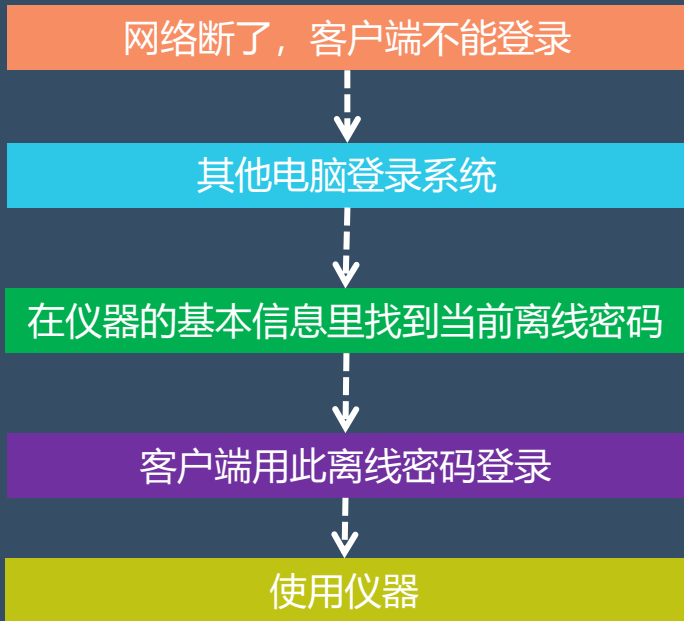 网络断了，客户端不能登录
其他电脑登录系统
在仪器的基本信息里找到当前离线密码
客户端用此离线密码登录
使用仪器